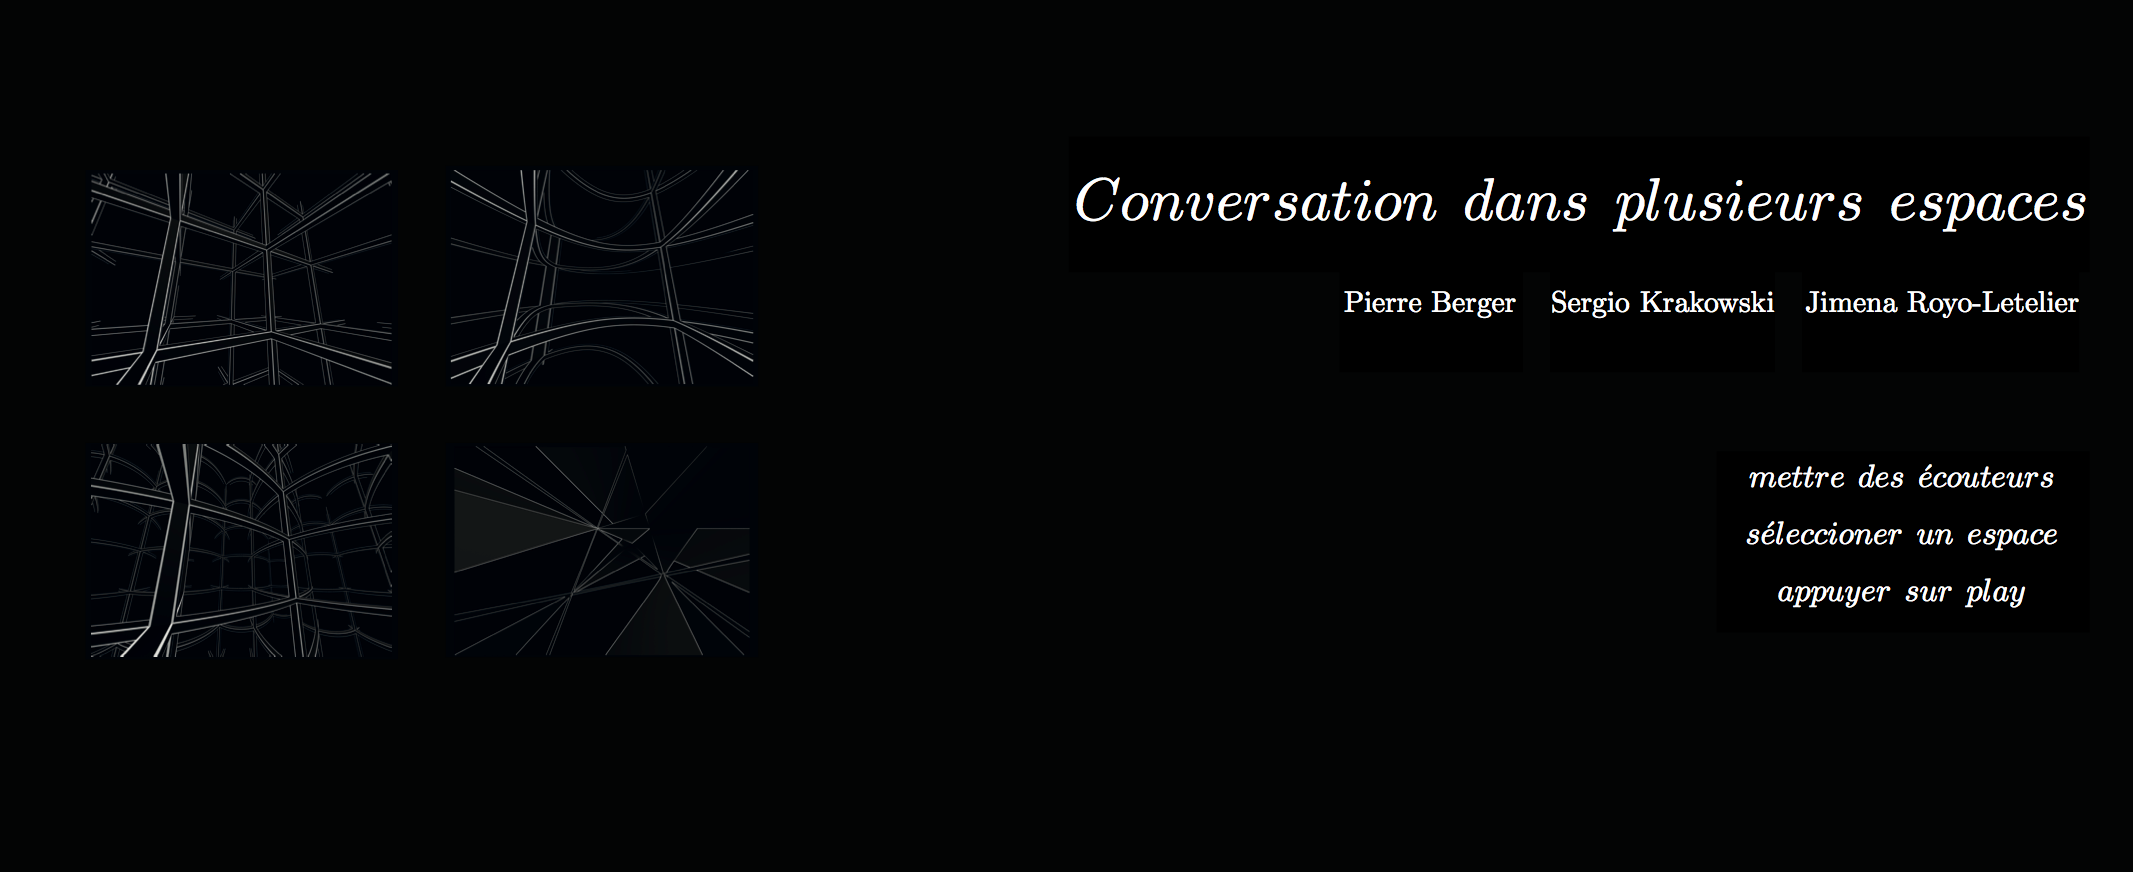 Conversation dans plusieurs espaces
Pierre Berger Sergio Krakowski Jimena Royo-Letelier
mettre des écouteurs
séleccioner un espace
appuyer sur play